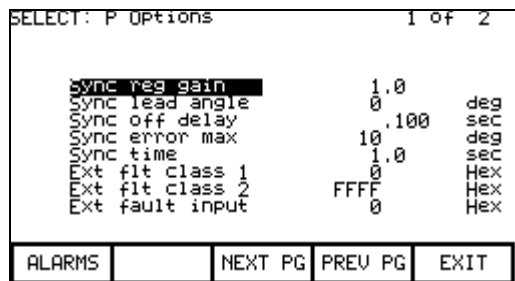 SELECT: P Options 1 of 2
Sync reg gain 1.0
Sync lead angle 0 deg
Sync off delay .100 sec
Sync error max 10 deg
Sync time 1.0 sec
Ext flt class 1 0 Hex
Ext flt class 2 FFFF Hex
Ext fault input 0 Hex
ALARMS NEXT PG PREV PG EXIT